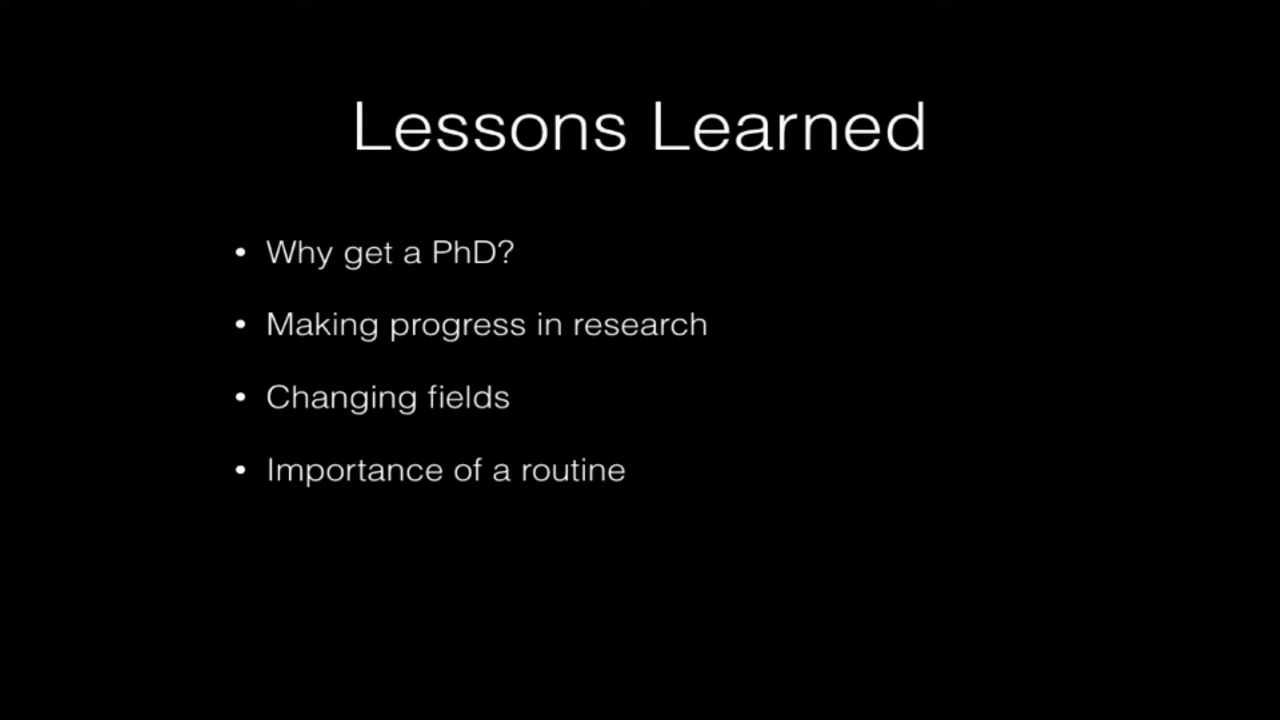 Lessons Learned
• Why get a PhD?
• Making progress in research
• Changing fields
• Importance of a routine